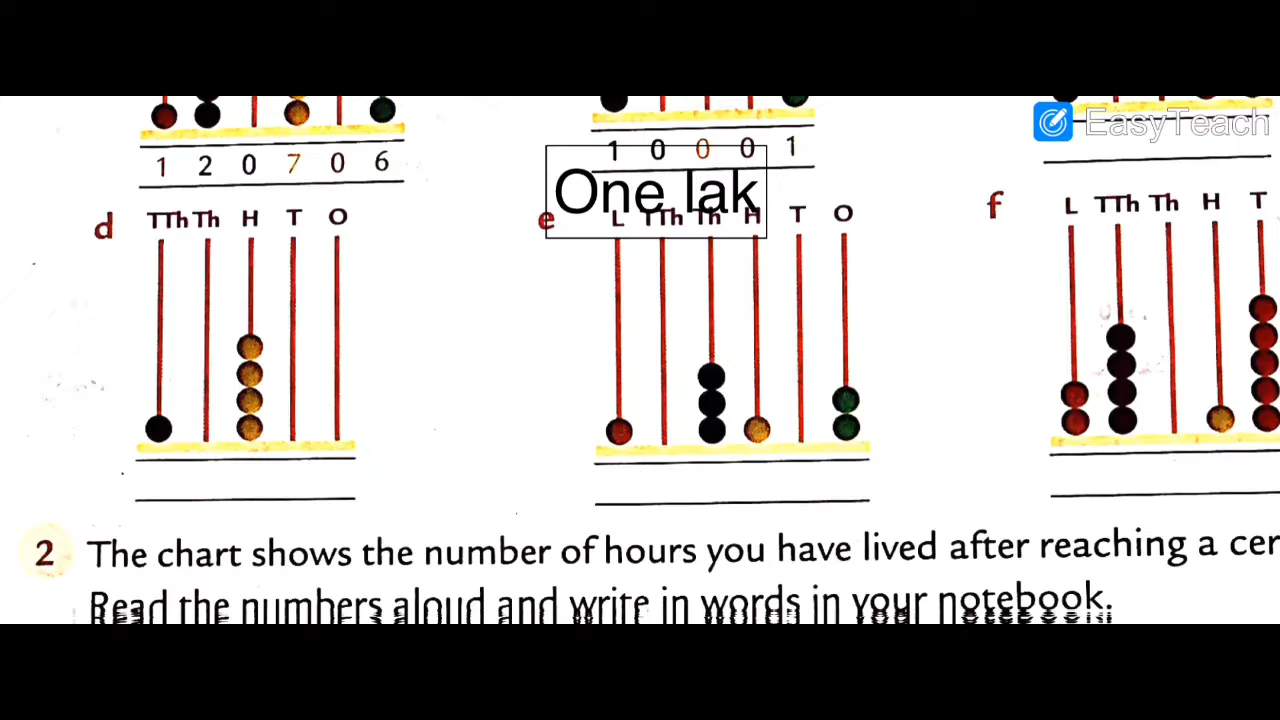 EasyTeach
1 2 0 7 0 6
1 0 0 0 1
One lak
d TTh Th H T O
e L TTh Th H T O
f L TTh Th H T
2 The chart shows the number of hours you have lived after reaching a cer
Read the numbers aloud and write in words in your notebook.